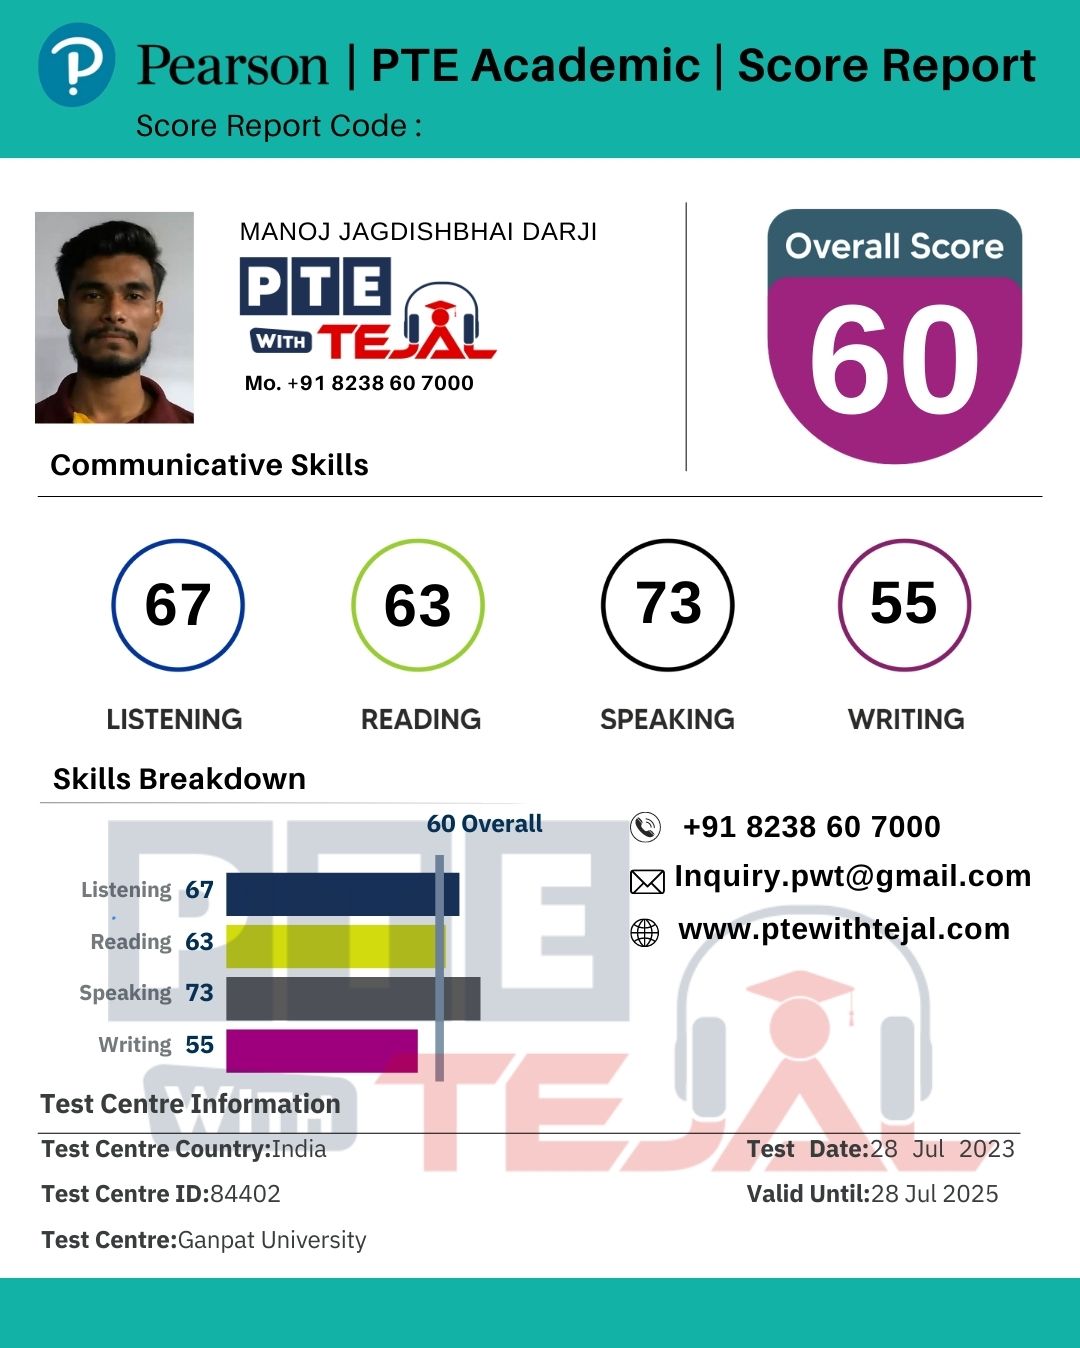 Pearson | PTE Academic | Score Report
Score Report Code :
MANOJ JAGDISHBHAI DARJI
PTE
WITH TEJAL
Mo. +91 8238 60 7000
Overall Score
60
Communicative Skills
67 63 73 55
LISTENING READING SPEAKING WRITING
Skills Breakdown
60 Overall
Listening 67
Reading 63
Speaking 73
Writing 55
+91 8238 60 7000
Inquiry.pwt@gmail.com
www.ptewithtejal.com
PTE
WITH TEJAL
Test Centre Information
Test Centre Country:India
Test Date:28 Jul 2023
Test Centre ID:84402
Valid Until:28 Jul 2025
Test Centre:Ganpat University